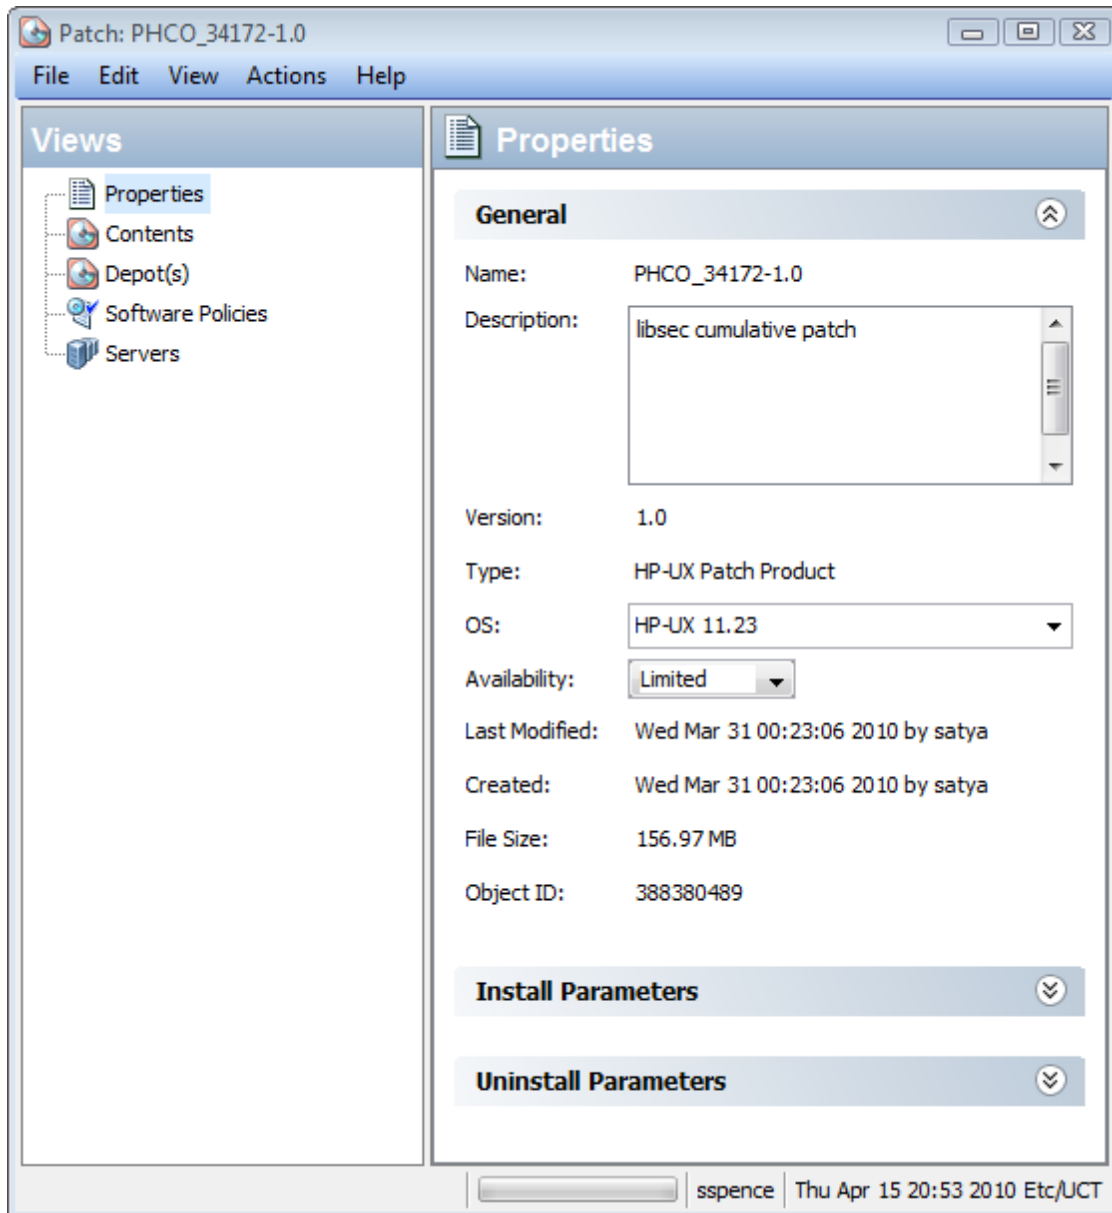 Patch: PHCO_34172-1.0
File Edit View Actions Help
Views
Properties
Contents
Depot(s)
Software Policies
Servers
Properties
General
Name: PHCO_34172-1.0
Description: libsec cumulative patch
Version: 1.0
Type: HP-UX Patch Product
OS: HP-UX 11.23
Availability: Limited
Last Modified: Wed Mar 31 00:23:06 2010 by satya
Created: Wed Mar 31 00:23:06 2010 by satya
File Size: 156.97 MB
Object ID: 388380489
Install Parameters
Uninstall Parameters
sspence Thu Apr 15 20:53 2010 Etc/UCT